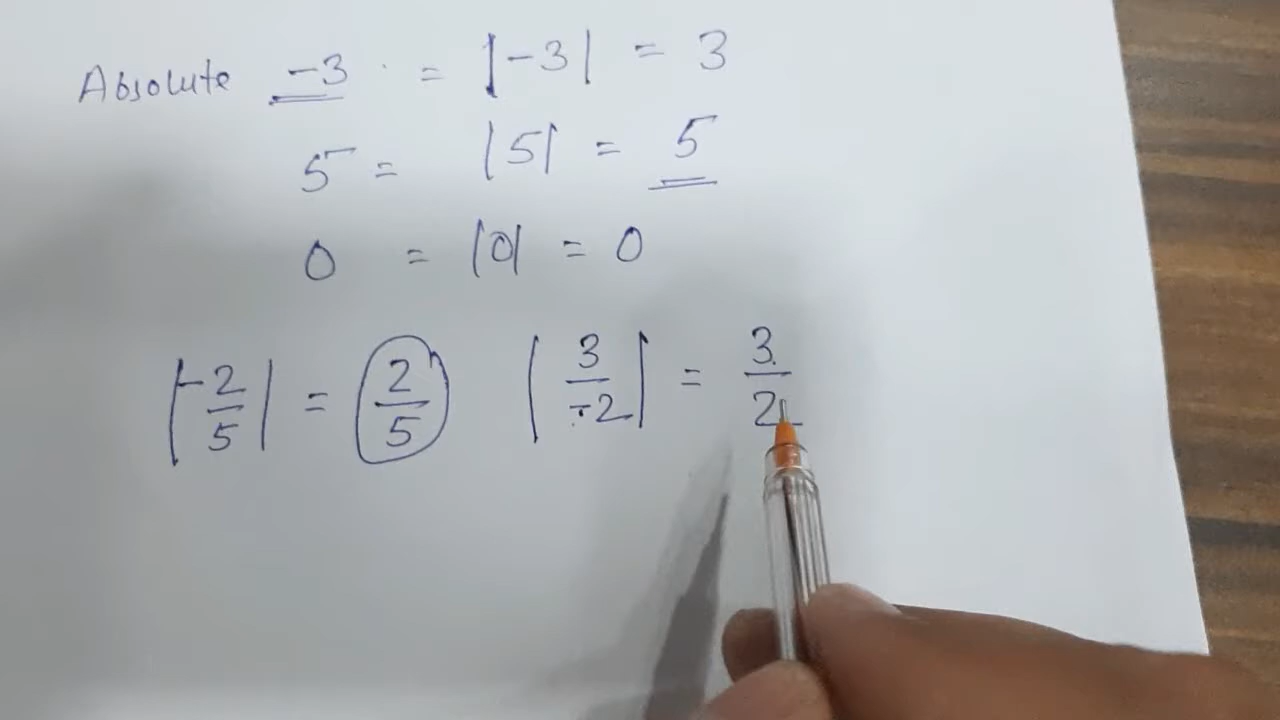 Absolute -3 = |-3| = 3
5 = |5| = 5
0 = |0| = 0
|-2/5| = 2/5 |3/-2| = 3/2